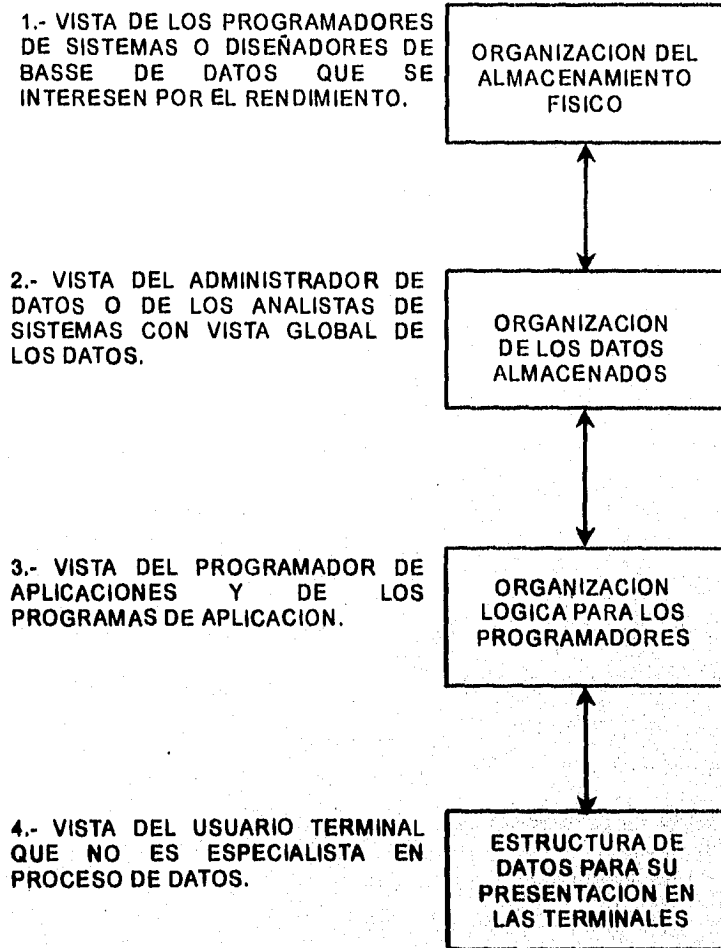 1.- VISTA DE LOS PROGRAMADORES
DE SISTEMAS O DISEÑADORES DE
BASSE DE DATOS QUE SE
INTERESEN POR EL RENDIMIENTO.
ORGANIZACION DEL
ALMACENAMIENTO
FISICO
2.- VISTA DEL ADMINISTRADOR DE
DATOS O DE LOS ANALISTAS DE
SISTEMAS CON VISTA GLOBAL DE
LOS DATOS.
ORGANIZACION
DE LOS DATOS
ALMACENADOS
3.- VISTA DEL PROGRAMADOR DE
APLICACIONES Y DE LOS
PROGRAMAS DE APLICACION.
ORGANIZACION
LOGICA PARA LOS
PROGRAMADORES
4.- VISTA DEL USUARIO TERMINAL
QUE NO ES ESPECIALISTA EN
PROCESO DE DATOS.
ESTRUCTURA DE
DATOS PARA SU
PRESENTACION EN
LAS TERMINALES